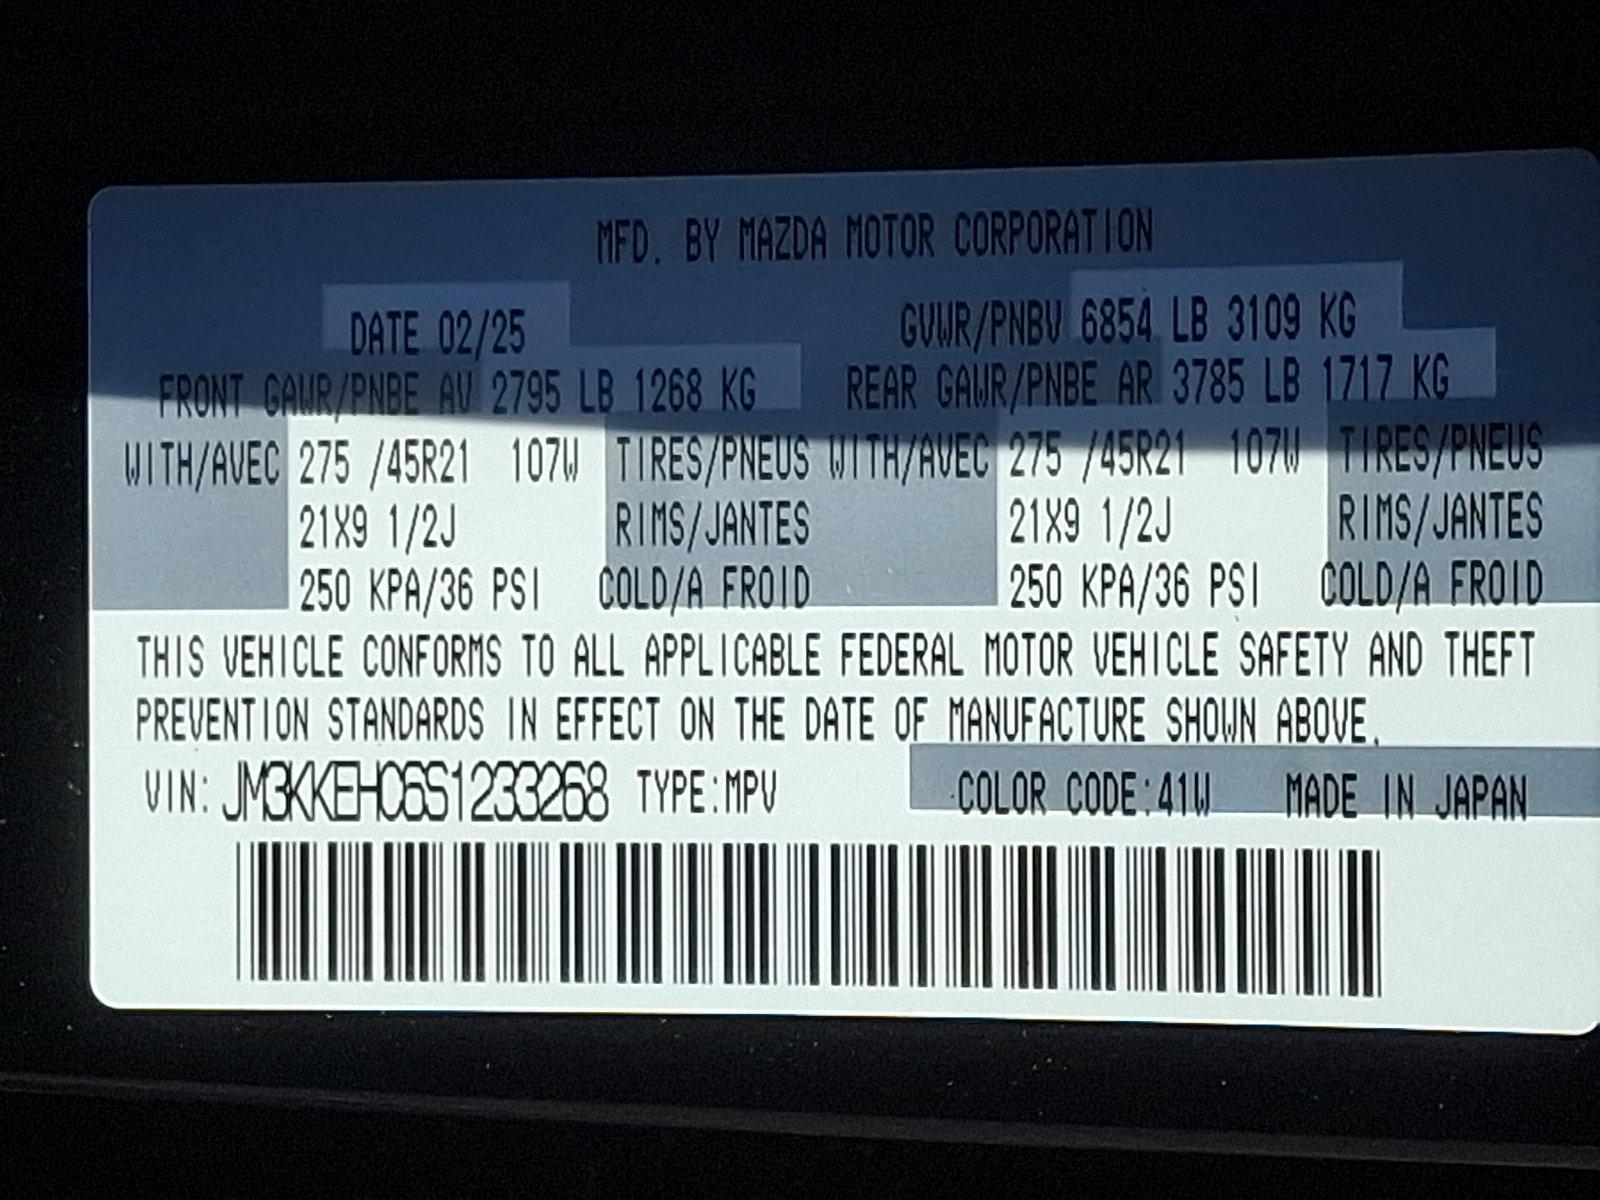 MFD. BY MAZDA MOTOR CORPORATION
DATE 02/25 GVWR/PNBV 6854 LB 3109 KG
FRONT GAWR/PNBE AV 2795 LB 1268 KG REAR GAWR/PNBE AR 3785 LB 1717 KG
WITH/AVEC 275 /45R21 107W TIRES/PNEUS WITH/AVEC 275 /45R21 107W TIRES/PNEUS
21X9 1/2J RIMS/JANTES 21X9 1/2J RIMS/JANTES
250 KPA/36 PSI COLD/A FROID 250 KPA/36 PSI COLD/A FROID
THIS VEHICLE CONFORMS TO ALL APPLICABLE FEDERAL MOTOR VEHICLE SAFETY AND THEFT
PREVENTION STANDARDS IN EFFECT ON THE DATE OF MANUFACTURE SHOWN ABOVE.
VIN: JM3KKEHC6S1233268 TYPE:MPV COLOR CODE:41W MADE IN JAPAN